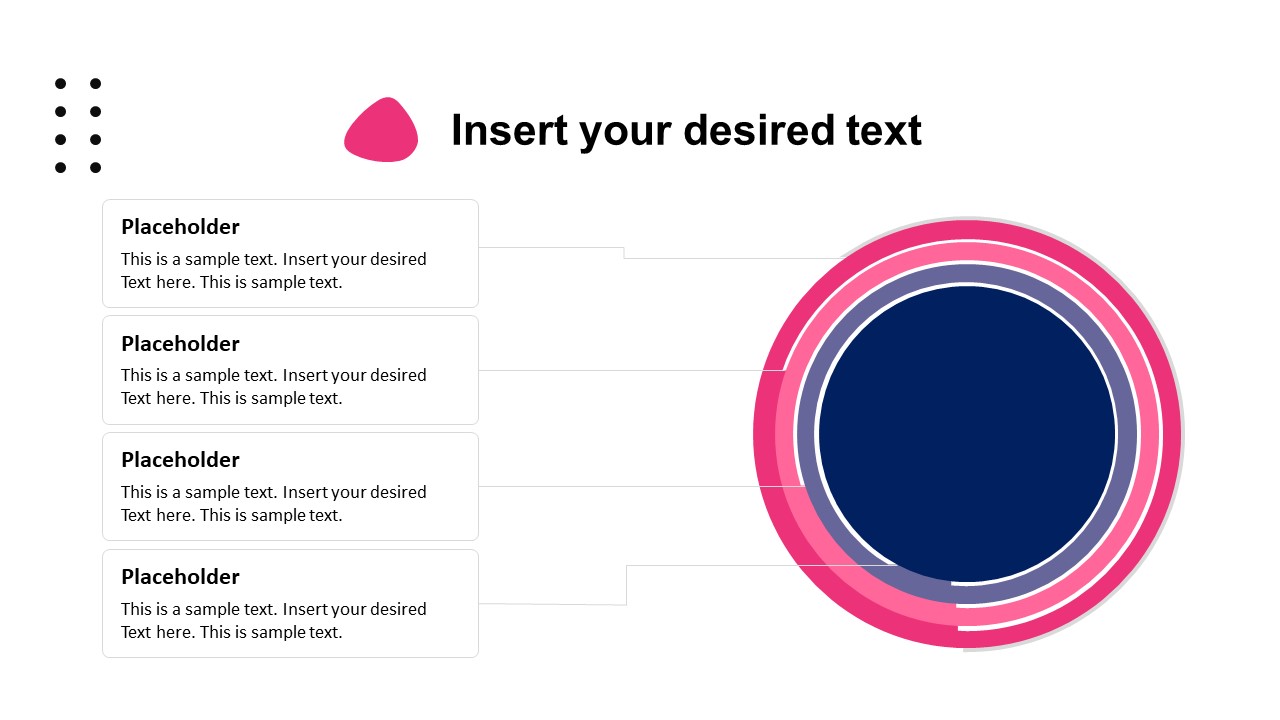 Insert your desired text
Placeholder
This is a sample text. Insert your desired
Text here. This is sample text.
Placeholder
This is a sample text. Insert your desired
Text here. This is sample text.
Placeholder
This is a sample text. Insert your desired
Text here. This is sample text.
Placeholder
This is a sample text. Insert your desired
Text here. This is sample text.